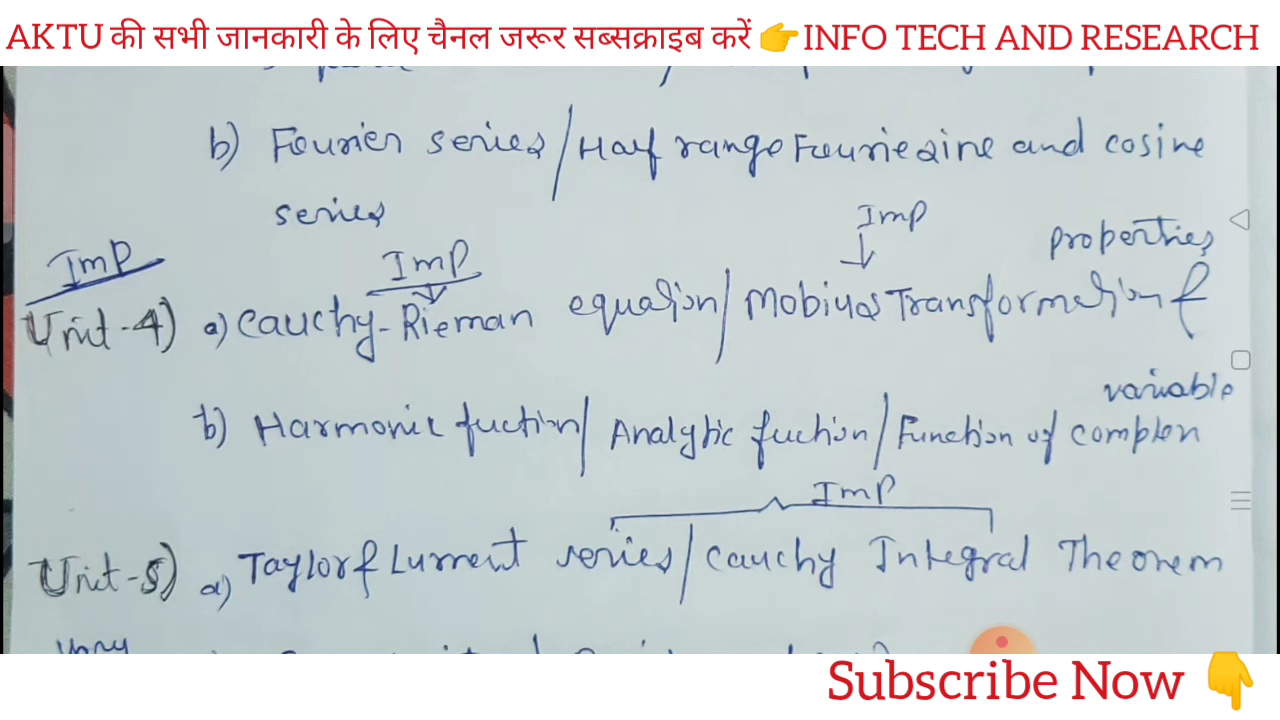 AKTU की सभी जानकारी के लिए चैनल जरूर सब्सक्राइब करें 👉 INFO TECH AND RESEARCH
b) Fourier series / Half range Fourie sine and cosine
series
Imp
Imp Imp properties
Unit-4) a) Cauchy-Rieman equation / Mobius Transformation &
variable
b) Harmonic fuction / Analytic fuction / Function of complex
Imp
Unit-5) a) Taylor & Lurrent series / Cauchy Integral Theorem
Very
Subscribe Now 👇